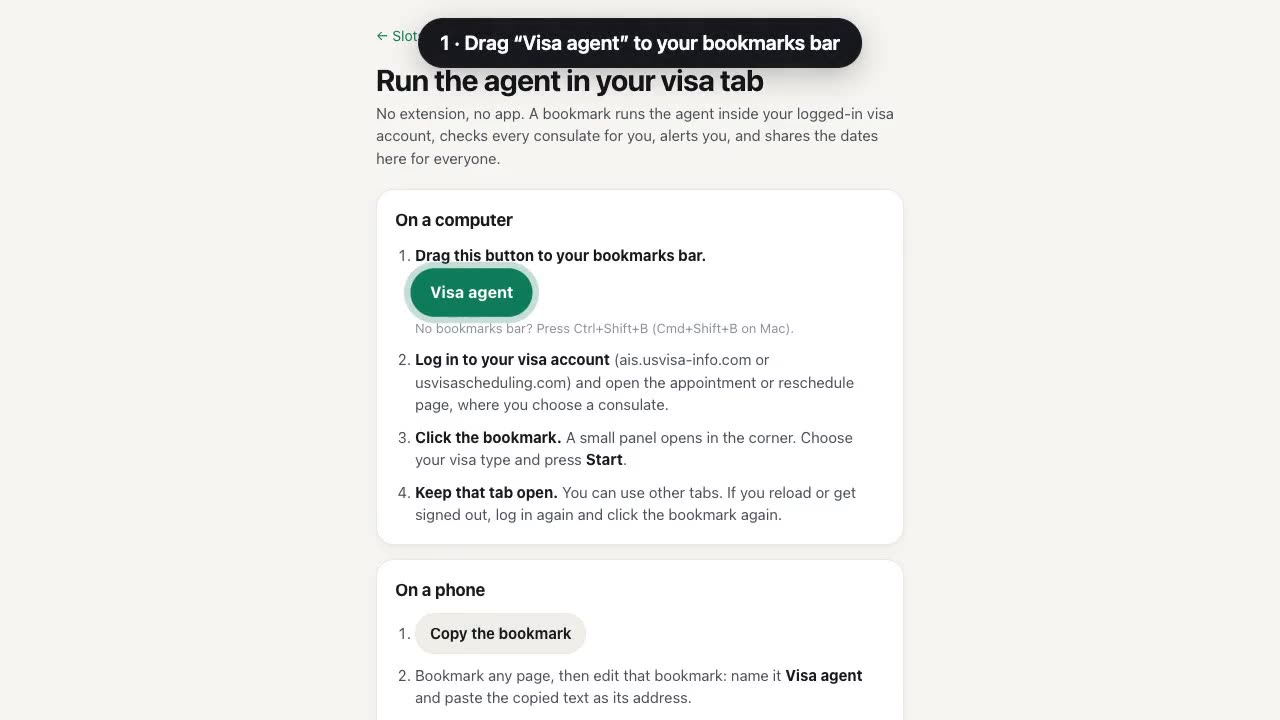 ← Slot
1 · Drag “Visa agent” to your bookmarks bar
Run the agent in your visa tab
No extension, no app. A bookmark runs the agent inside your logged-in visa
account, checks every consulate for you, alerts you, and shares the dates
here for everyone.
On a computer
1. Drag this button to your bookmarks bar.
Visa agent
No bookmarks bar? Press Ctrl+Shift+B (Cmd+Shift+B on Mac).
2. Log in to your visa account (ais.usvisa-info.com or
usvisascheduling.com) and open the appointment or reschedule
page, where you choose a consulate.
3. Click the bookmark. A small panel opens in the corner. Choose
your visa type and press Start.
4. Keep that tab open. You can use other tabs. If you reload or get
signed out, log in again and click the bookmark again.
On a phone
1. Copy the bookmark
2. Bookmark any page, then edit that bookmark: name it Visa agent
and paste the copied text as its address.